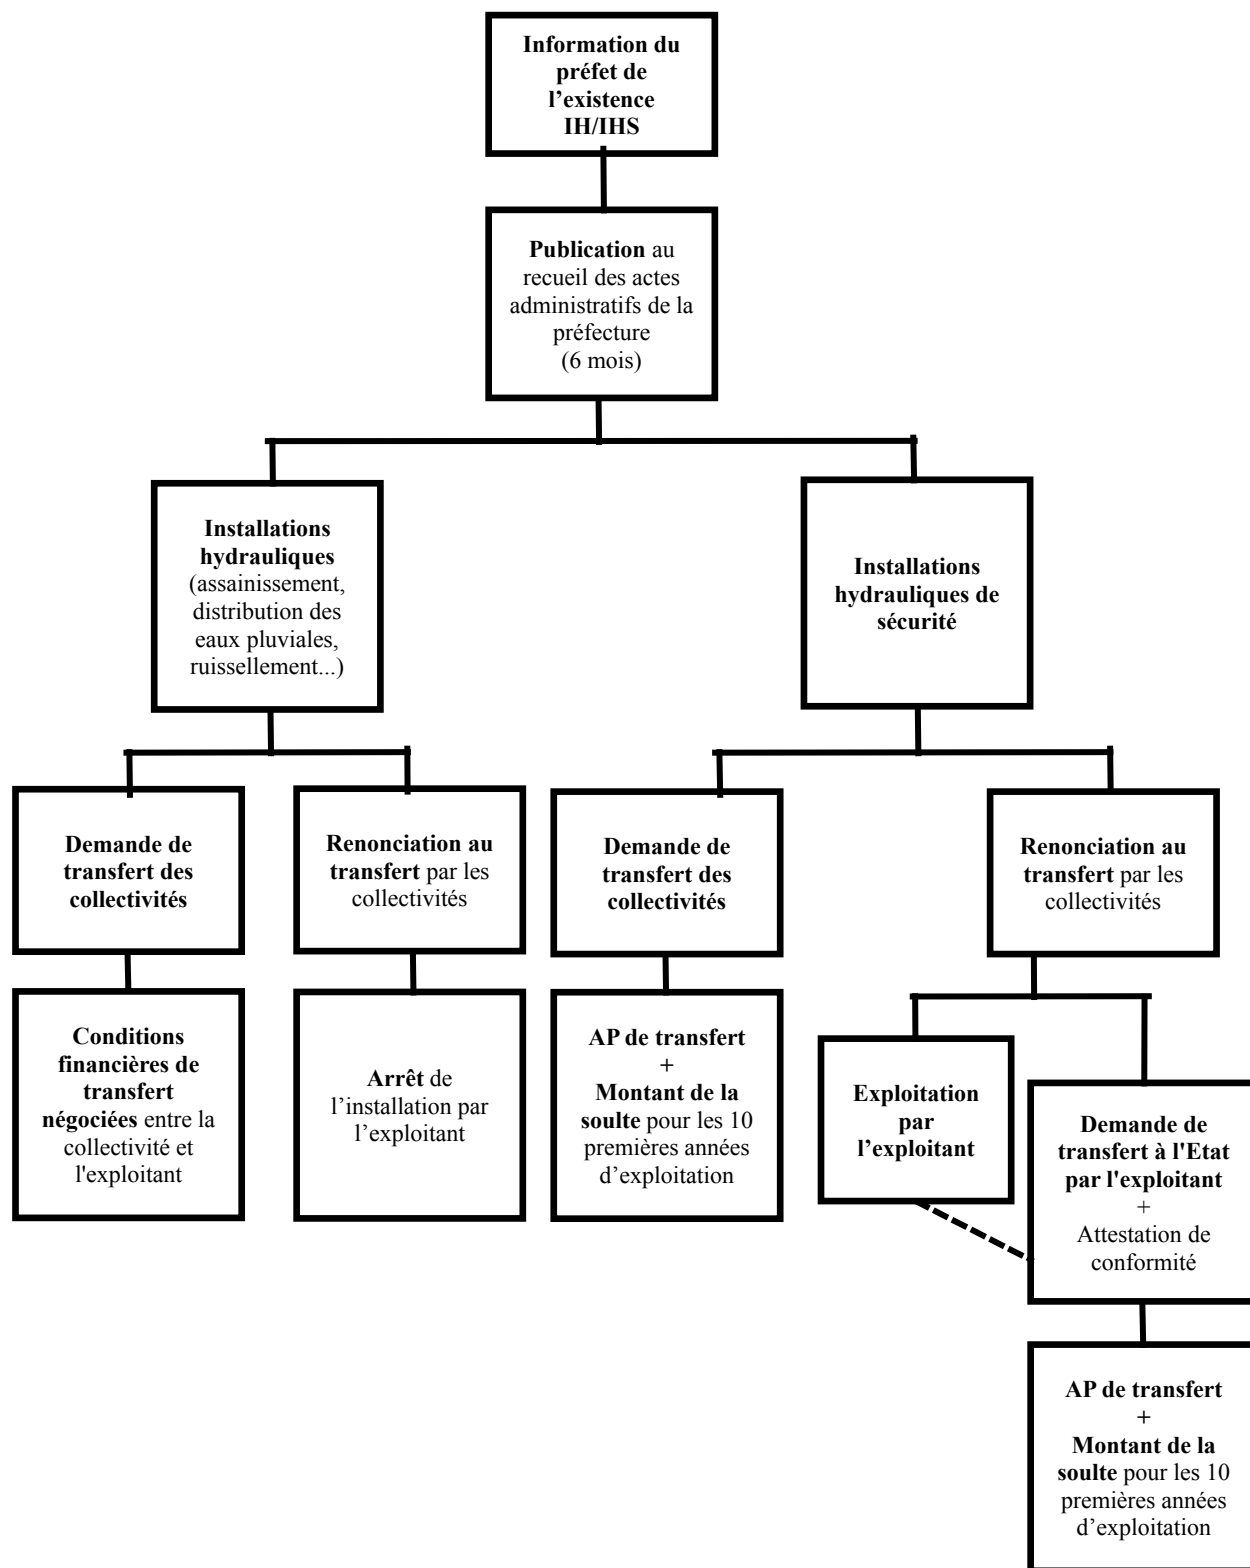 Information du
préfet de
l’existence
IH/IHS
Publication au
recueil des actes
administratifs de la
préfecture
(6 mois)
Installations
hydrauliques
(assainissement,
distribution des
eaux pluviales,
ruissellement...)
Installations
hydrauliques de
sécurité
Demande de
transfert des
collectivités
Renonciation au
transfert par les
collectivités
Demande de
transfert des
collectivités
Renonciation au
transfert par les
collectivités
Conditions
financières de
transfert
négociées entre la
collectivité et
l'exploitant
Arrêt de
l’installation par
l’exploitant
AP de transfert
+
Montant de la
soulte pour les 10
premières années
d’exploitation
Exploitation
par
l’exploitant
Demande de
transfert à l'Etat
par l'exploitant
+
Attestation de
conformité
AP de transfert
+
Montant de la
soulte pour les 10
premières années
d’exploitation